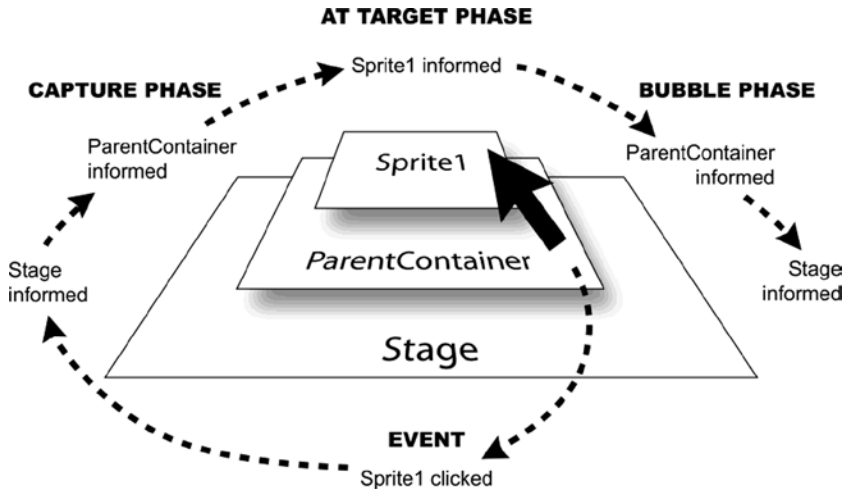 AT TARGET PHASE
Sprite1 informed
CAPTURE PHASE
BUBBLE PHASE
ParentContainer
informed
Sprite1
ParentContainer
informed
ParentContainer
Stage
informed
Stage
informed
Stage
EVENT
Sprite1 clicked